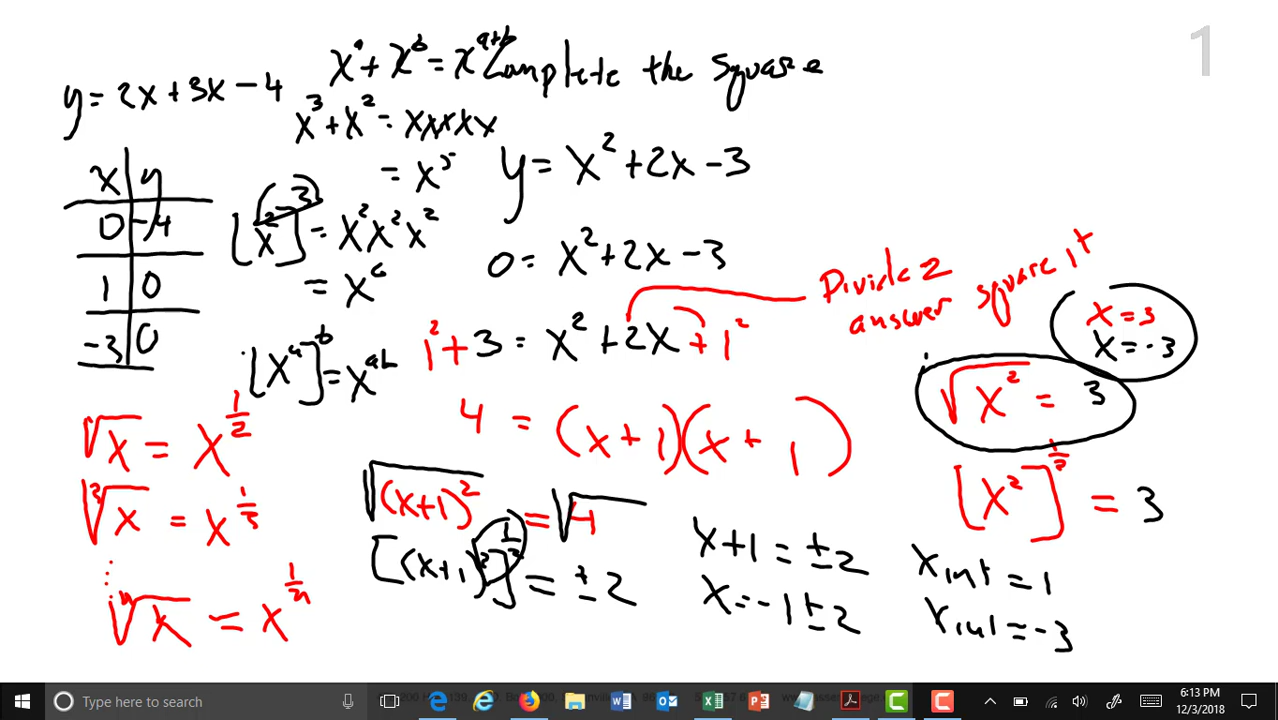 1
y = 2x + 3x - 4
x^a + x^b = x^{a+b}
Complete the square
x^3 + x^2 = xxxxx
= x^5
y = x^2 + 2x - 3
x | y
0 | -4
1 | 0
-3 | 0
[x^2]^3 = x^2 x^2 x^2
= x^6
0 = x^2 + 2x - 3
Divide 2
answer square it
1^2 + 3 = x^2 + 2x + 1^2
x = 3
x = -3
[x^a]^b = x^{ab}
√x^2 = 3
4 = (x + 1)(x + 1)
√x = x^{1/2}
[x^2]^{1/2} = 3
√(x+1)^2 = √4
∛x = x^{1/3}
[(x+1)^2]^{1/2} = ±2
x + 1 = ±2
x = -1 ± 2
x int = 1
x int = -3
⋮
ⁿ√x = x^{1/n}
Type here to search
6:13 PM
12/3/2018